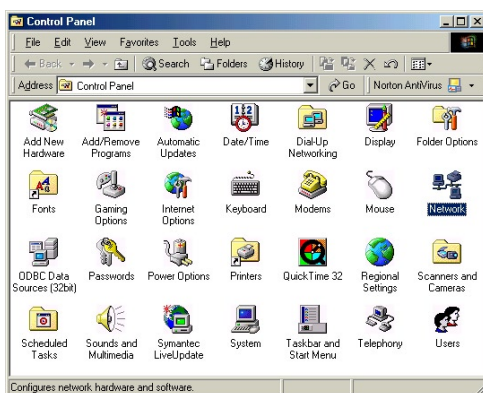 Control Panel
File Edit View Favorites Tools Help
Back Search Folders History
Address Control Panel Go Norton AntiVirus
Add New Hardware
Add/Remove Programs
Automatic Updates
Date/Time
Dial-Up Networking
Display
Folder Options
Fonts
Gaming Options
Internet Options
Keyboard
Modems
Mouse
Network
ODBC Data Sources (32bit)
Passwords
Power Options
Printers
QuickTime 32
Regional Settings
Scanners and Cameras
Scheduled Tasks
Sounds and Multimedia
Symantec LiveUpdate
System
Taskbar and Start Menu
Telephony
Users
Configures network hardware and software.